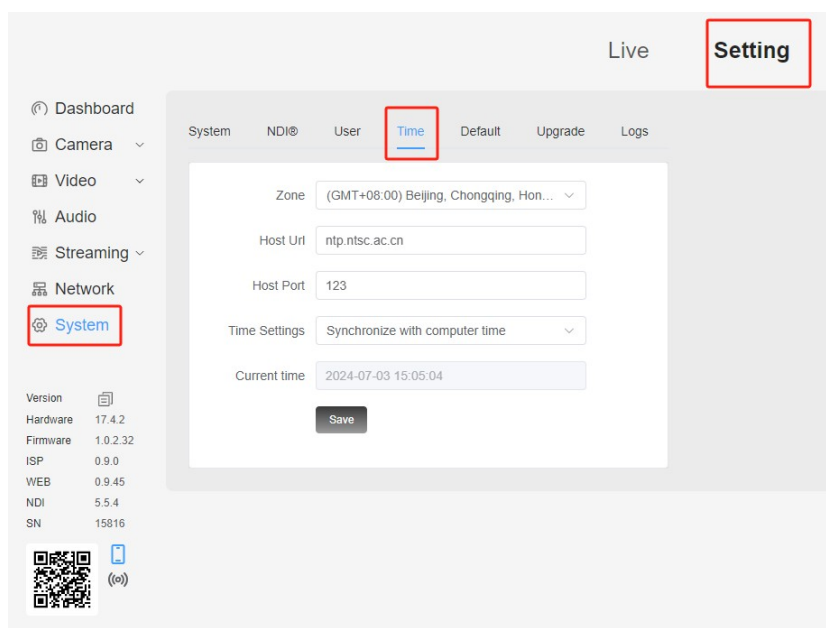 Live Setting
Dashboard
Camera
Video
Audio
Streaming
Network
System
System NDI® User Time Default Upgrade Logs
Zone (GMT+08:00) Beijing, Chongqing, Hon...
Host Url ntp.ntsc.ac.cn
Host Port 123
Time Settings Synchronize with computer time
Current time 2024-07-03 15:05:04
Save
Version
Hardware 17.4.2
Firmware 1.0.2.32
ISP 0.9.0
WEB 0.9.45
NDI 5.5.4
SN 15816